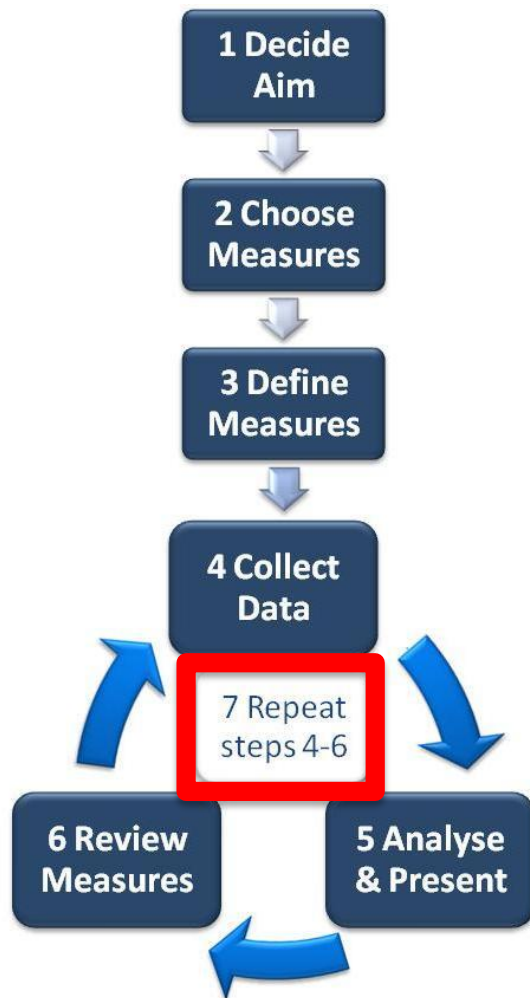 1 Decide
Aim
2 Choose
Measures
3 Define
Measures
4 Collect
Data
7 Repeat
steps 4-6
6 Review
Measures
5 Analyse
& Present